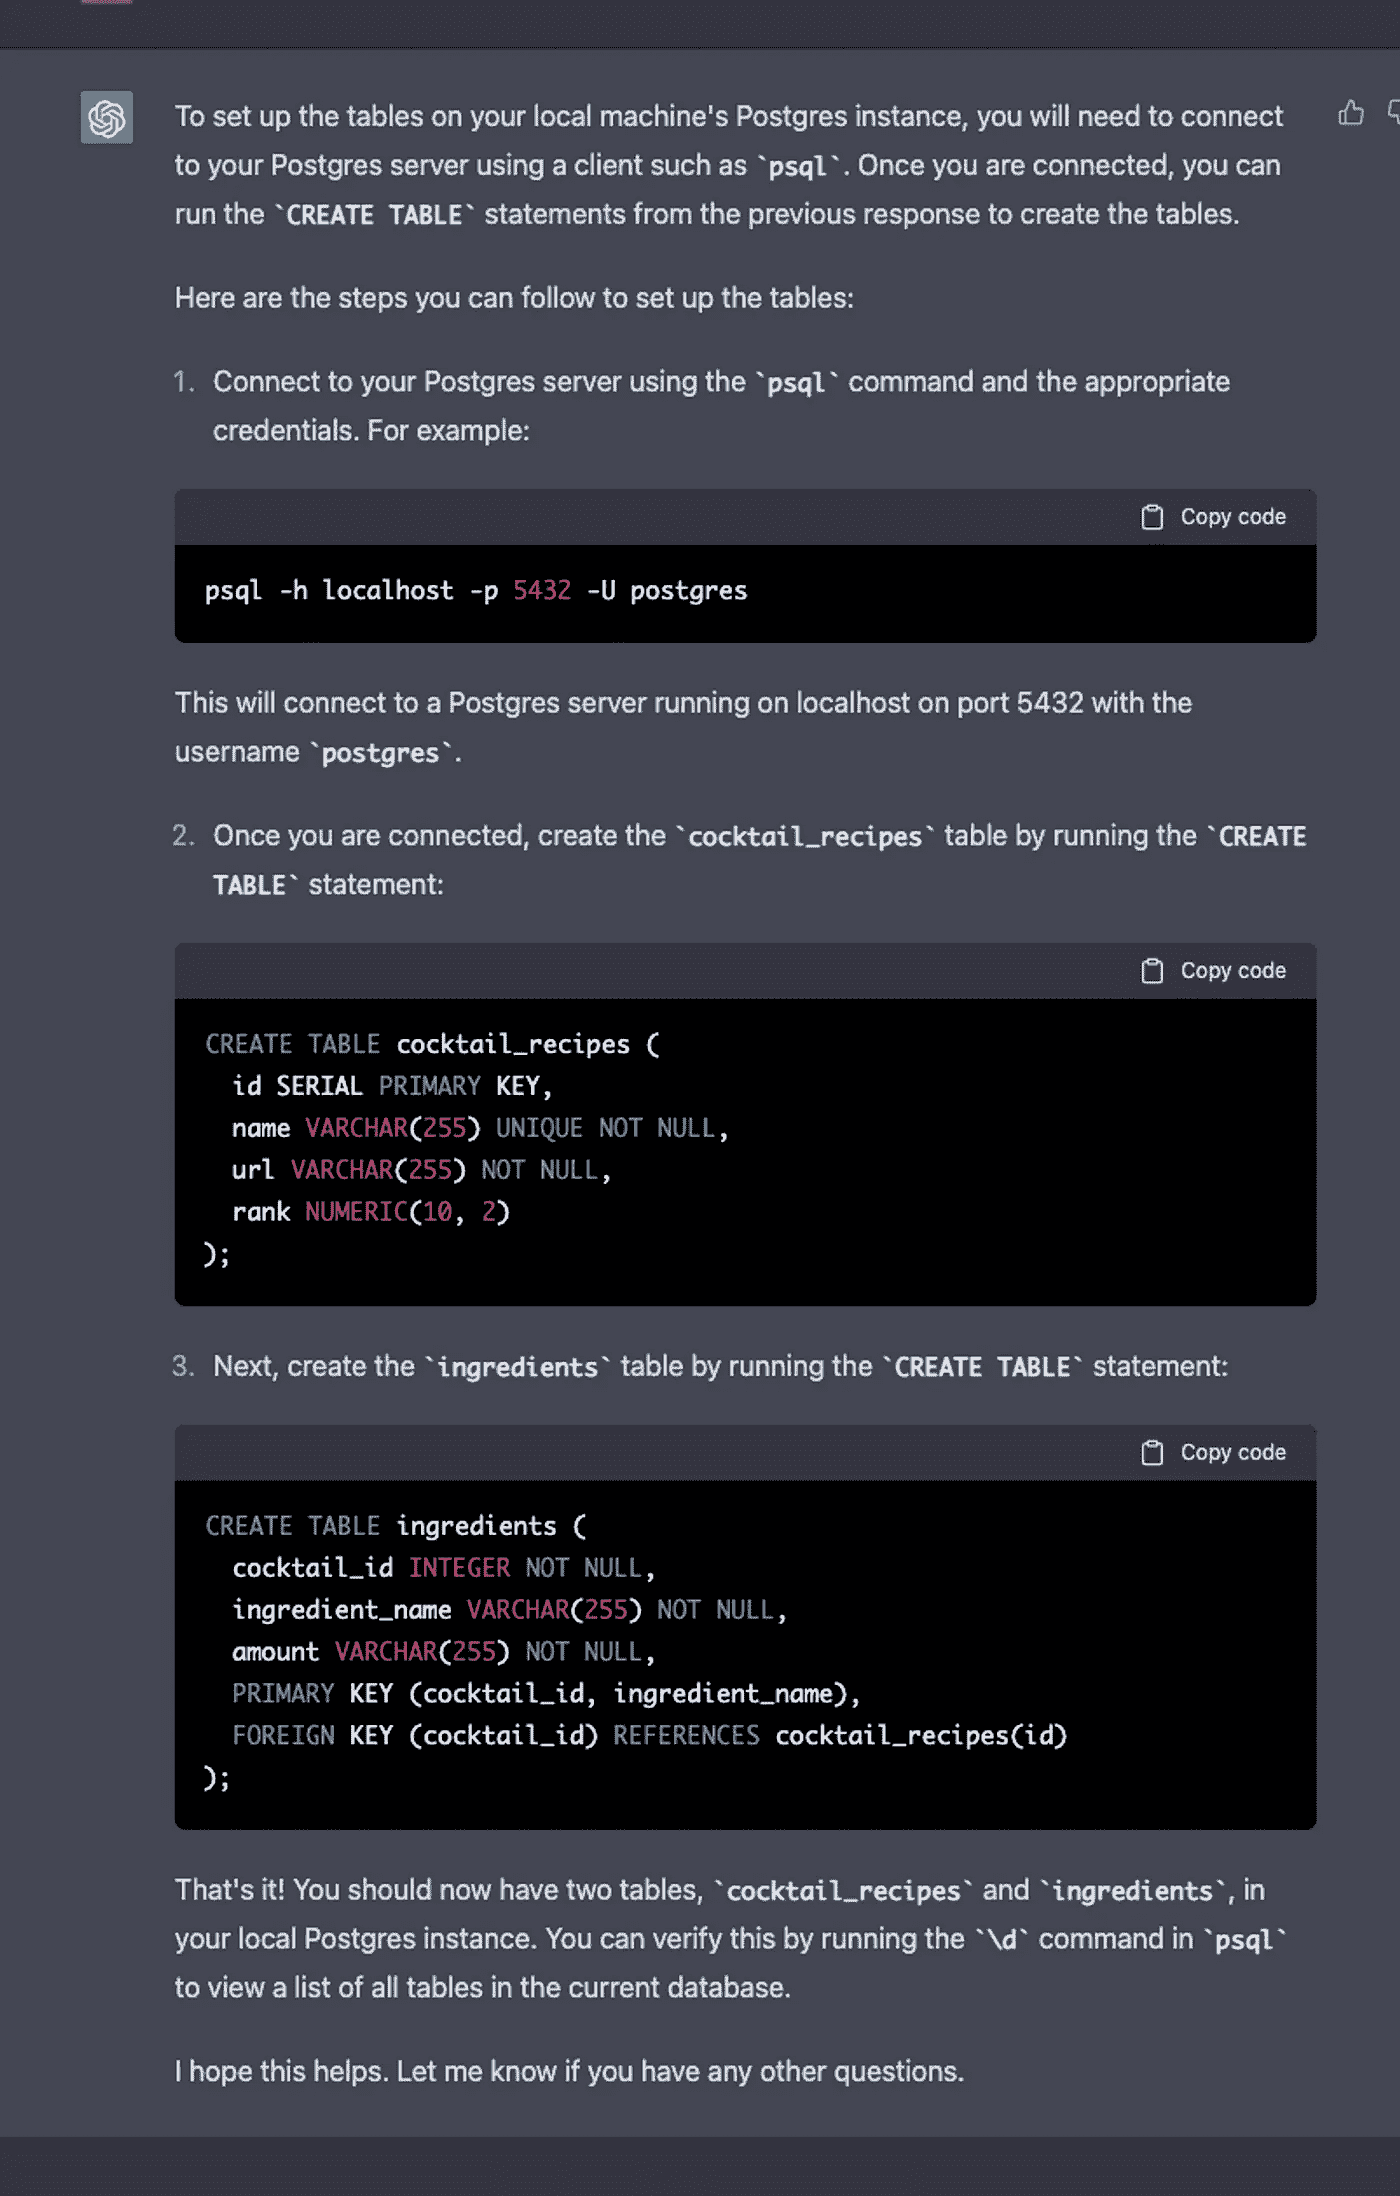 To set up the tables on your local machine's Postgres instance, you will need to connect
to your Postgres server using a client such as `psql`. Once you are connected, you can
run the `CREATE TABLE` statements from the previous response to create the tables.
Here are the steps you can follow to set up the tables:
1. Connect to your Postgres server using the `psql` command and the appropriate
credentials. For example:
Copy code
psql -h localhost -p 5432 -U postgres
This will connect to a Postgres server running on localhost on port 5432 with the
username `postgres`.
2. Once you are connected, create the `cocktail_recipes` table by running the `CREATE
TABLE` statement:
Copy code
CREATE TABLE cocktail_recipes (
  id SERIAL PRIMARY KEY,
  name VARCHAR(255) UNIQUE NOT NULL,
  url VARCHAR(255) NOT NULL,
  rank NUMERIC(10, 2)
);
3. Next, create the `ingredients` table by running the `CREATE TABLE` statement:
Copy code
CREATE TABLE ingredients (
  cocktail_id INTEGER NOT NULL,
  ingredient_name VARCHAR(255) NOT NULL,
  amount VARCHAR(255) NOT NULL,
  PRIMARY KEY (cocktail_id, ingredient_name),
  FOREIGN KEY (cocktail_id) REFERENCES cocktail_recipes(id)
);
That's it! You should now have two tables, `cocktail_recipes` and `ingredients`, in
your local Postgres instance. You can verify this by running the `\d` command in `psql`
to view a list of all tables in the current database.
I hope this helps. Let me know if you have any other questions.